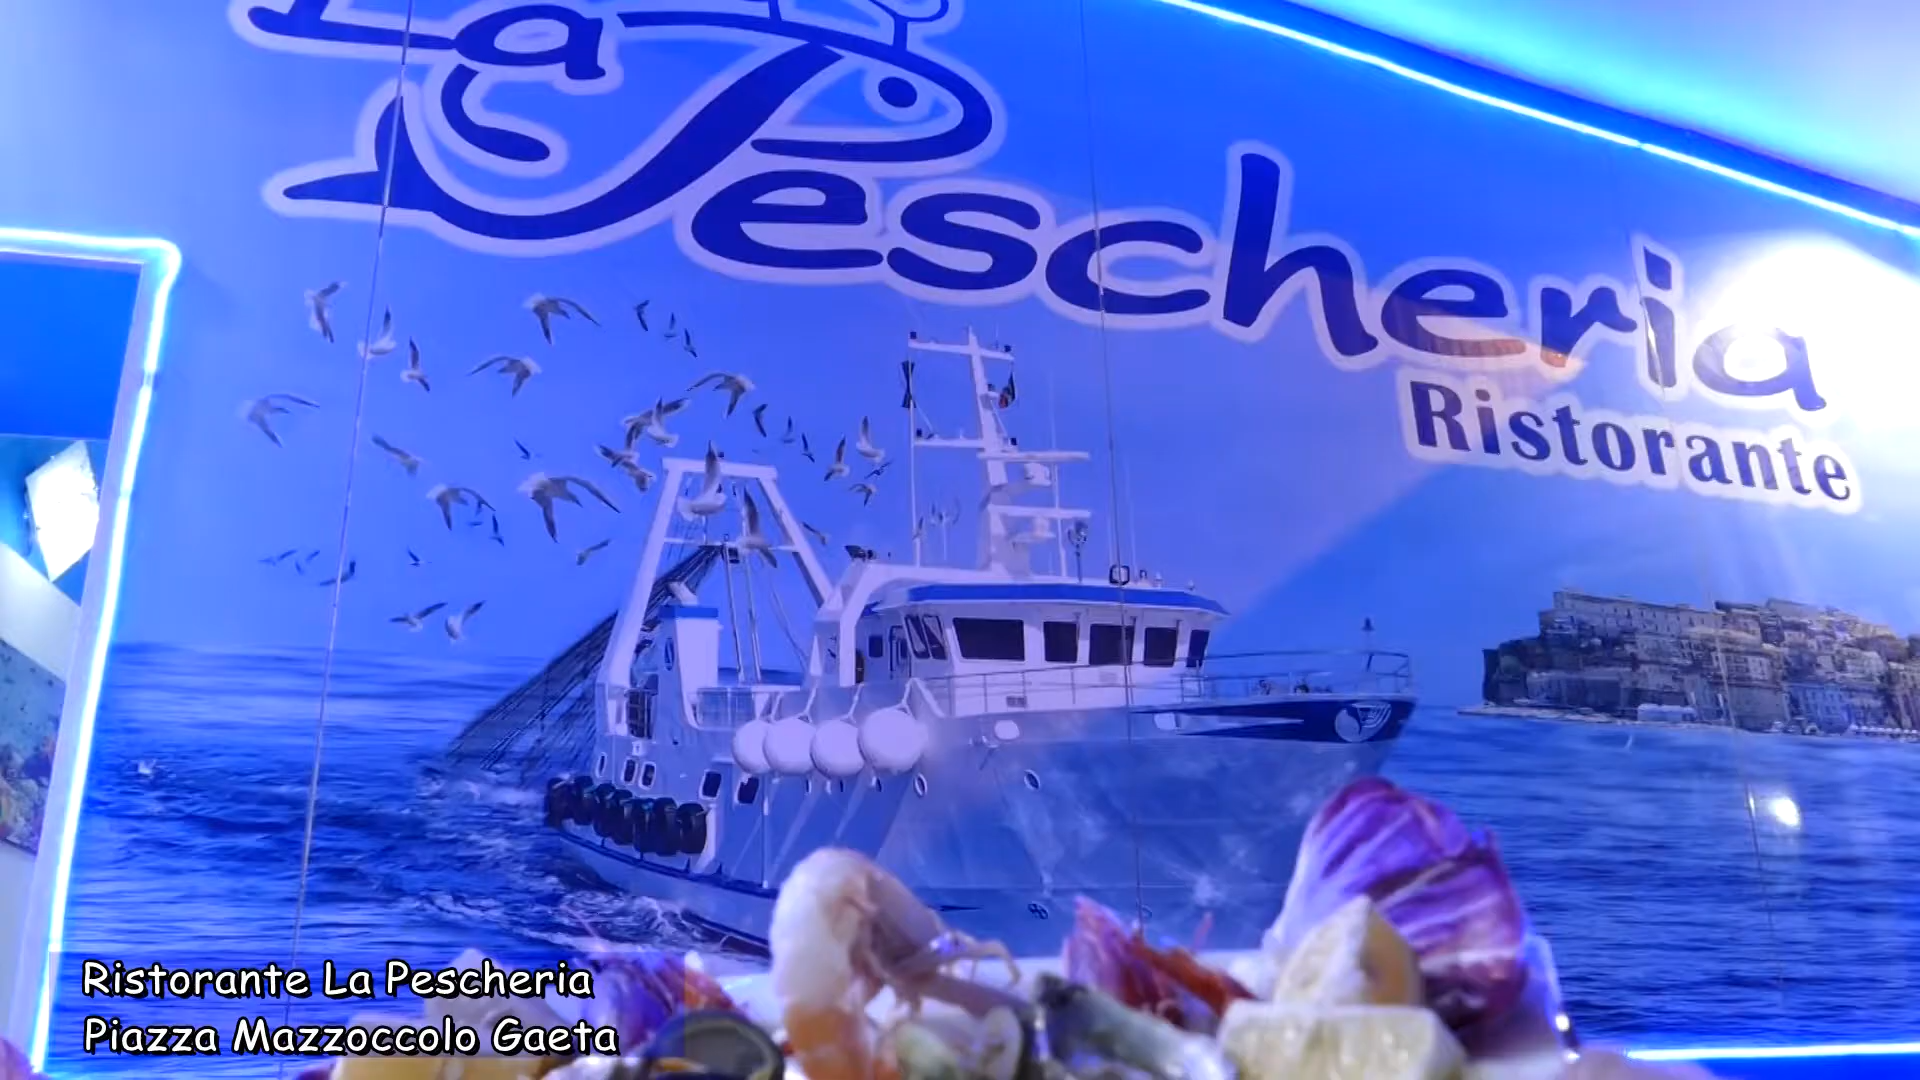 La
Pescheria
Ristorante
Ristorante La Pescheria
Piazza Mazzoccolo Gaeta